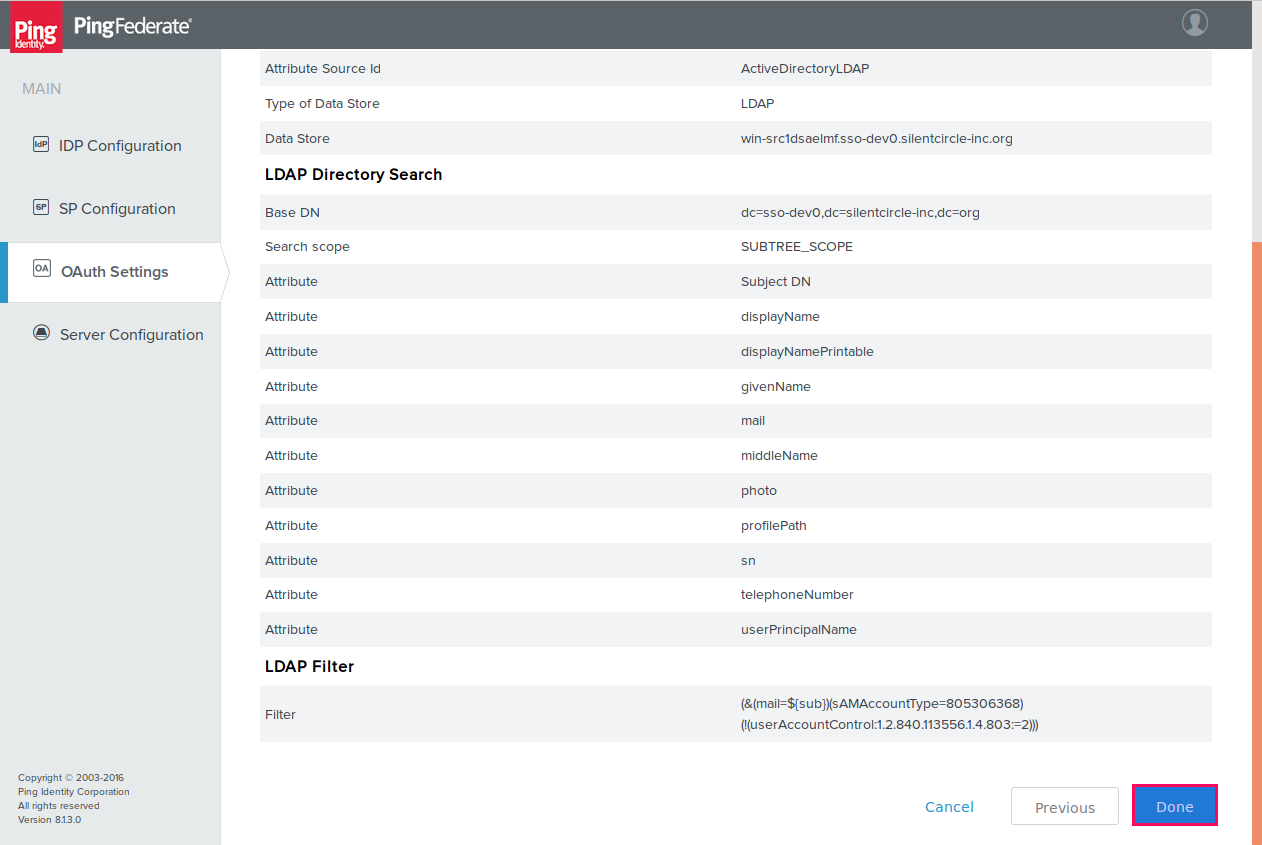 Ping
Identity.
PingFederate®
MAIN
IdP IDP Configuration
SP SP Configuration
OA OAuth Settings
Server Configuration
Attribute Source Id ActiveDirectoryLDAP
Type of Data Store LDAP
Data Store win-src1dsaelmf.sso-dev0.silentcircle-inc.org
LDAP Directory Search
Base DN dc=sso-dev0,dc=silentcircle-inc,dc=org
Search scope SUBTREE_SCOPE
Attribute Subject DN
Attribute displayName
Attribute displayNamePrintable
Attribute givenName
Attribute mail
Attribute middleName
Attribute photo
Attribute profilePath
Attribute sn
Attribute telephoneNumber
Attribute userPrincipalName
LDAP Filter
Filter (&(mail=${sub})(sAMAccountType=805306368)
(!(userAccountControl:1.2.840.113556.1.4.803:=2)))
Copyright © 2003-2016
Ping Identity Corporation
All rights reserved
Version 8.1.3.0
Cancel Previous Done